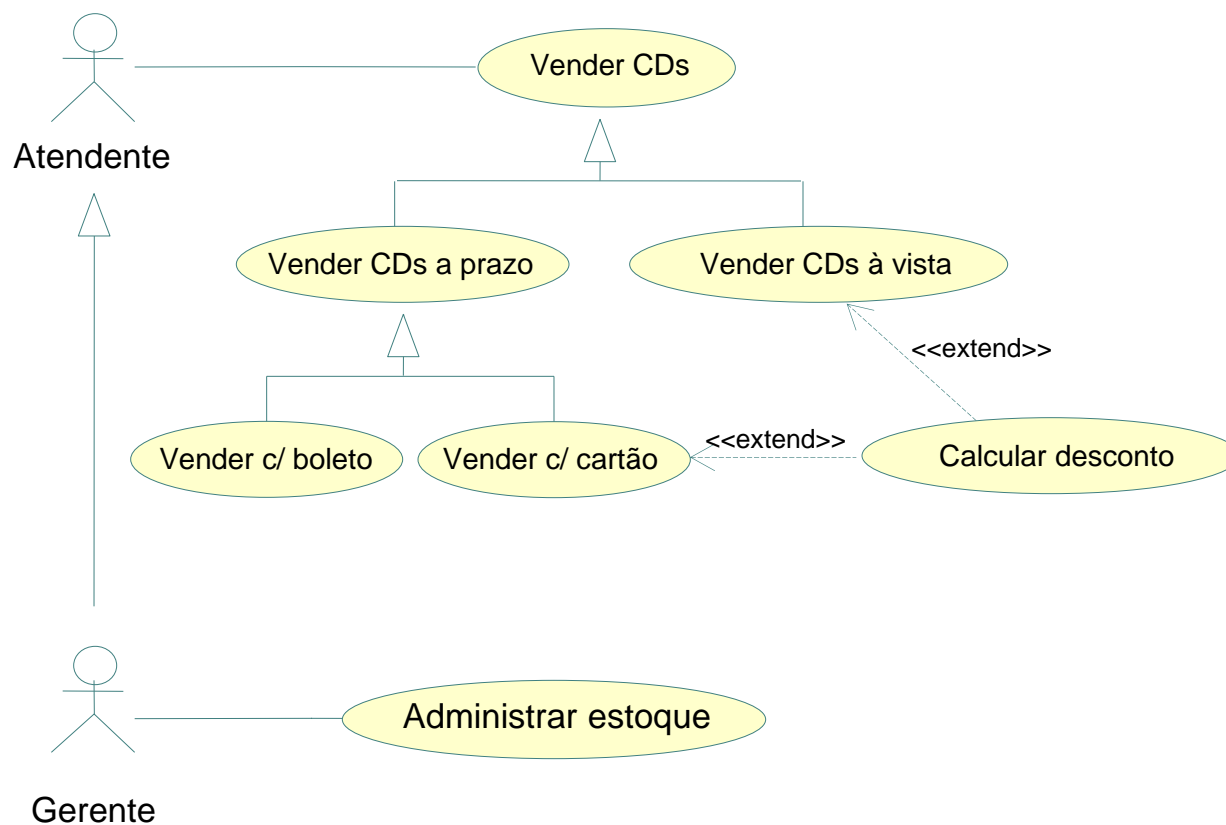 Vender CDs
Atendente
Vender CDs a prazo
Vender CDs à vista
<<extend>>
Vender c/ boleto
Vender c/ cartão
<<extend>>
Calcular desconto
Administrar estoque
Gerente